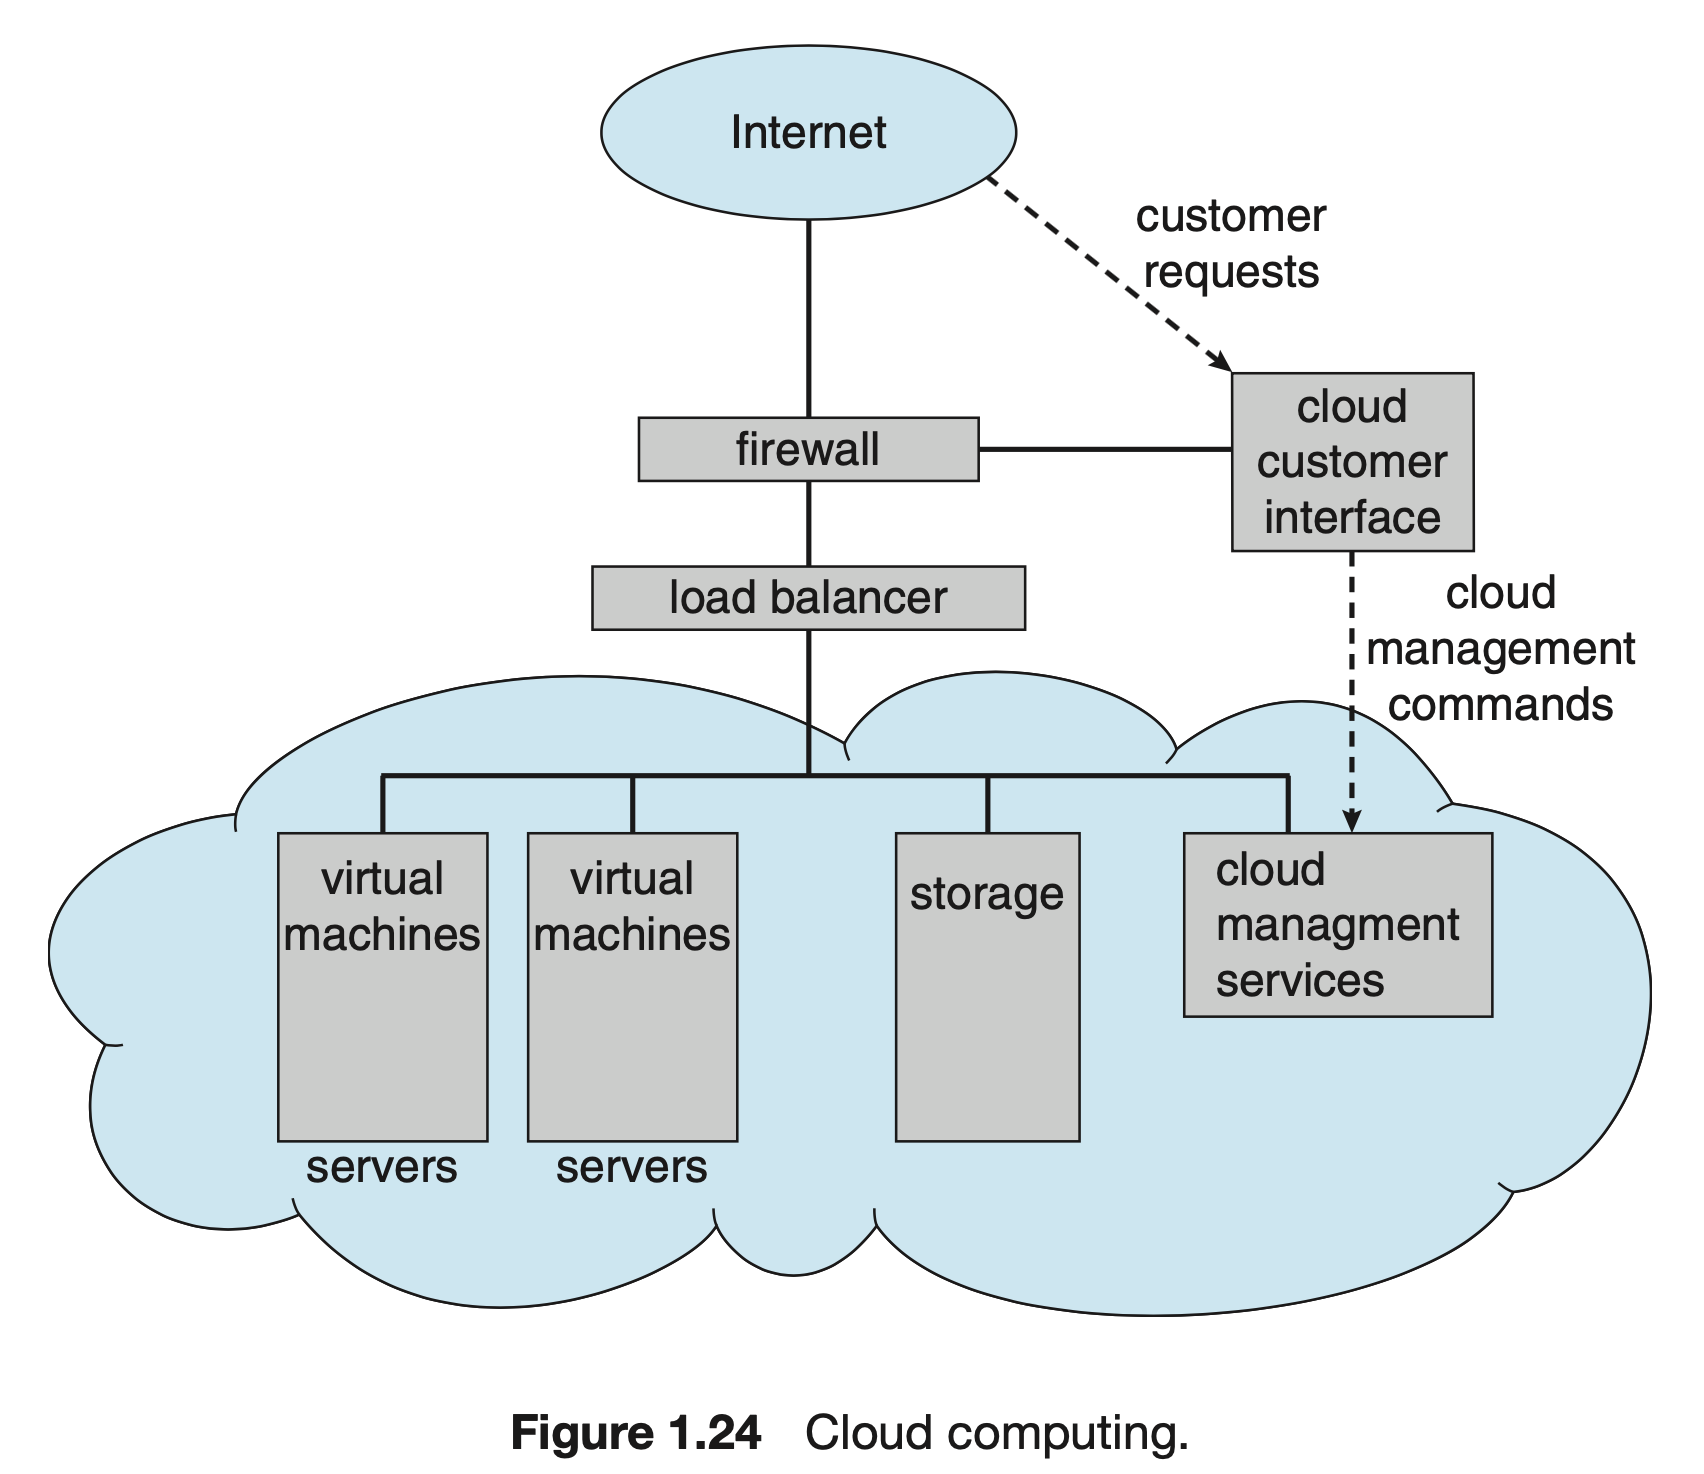 Internet
customer
requests
cloud
customer
interface
firewall
load balancer
cloud
management
commands
virtual
machines
servers
virtual
machines
servers
storage
cloud
managment
services
Figure 1.24 Cloud computing.